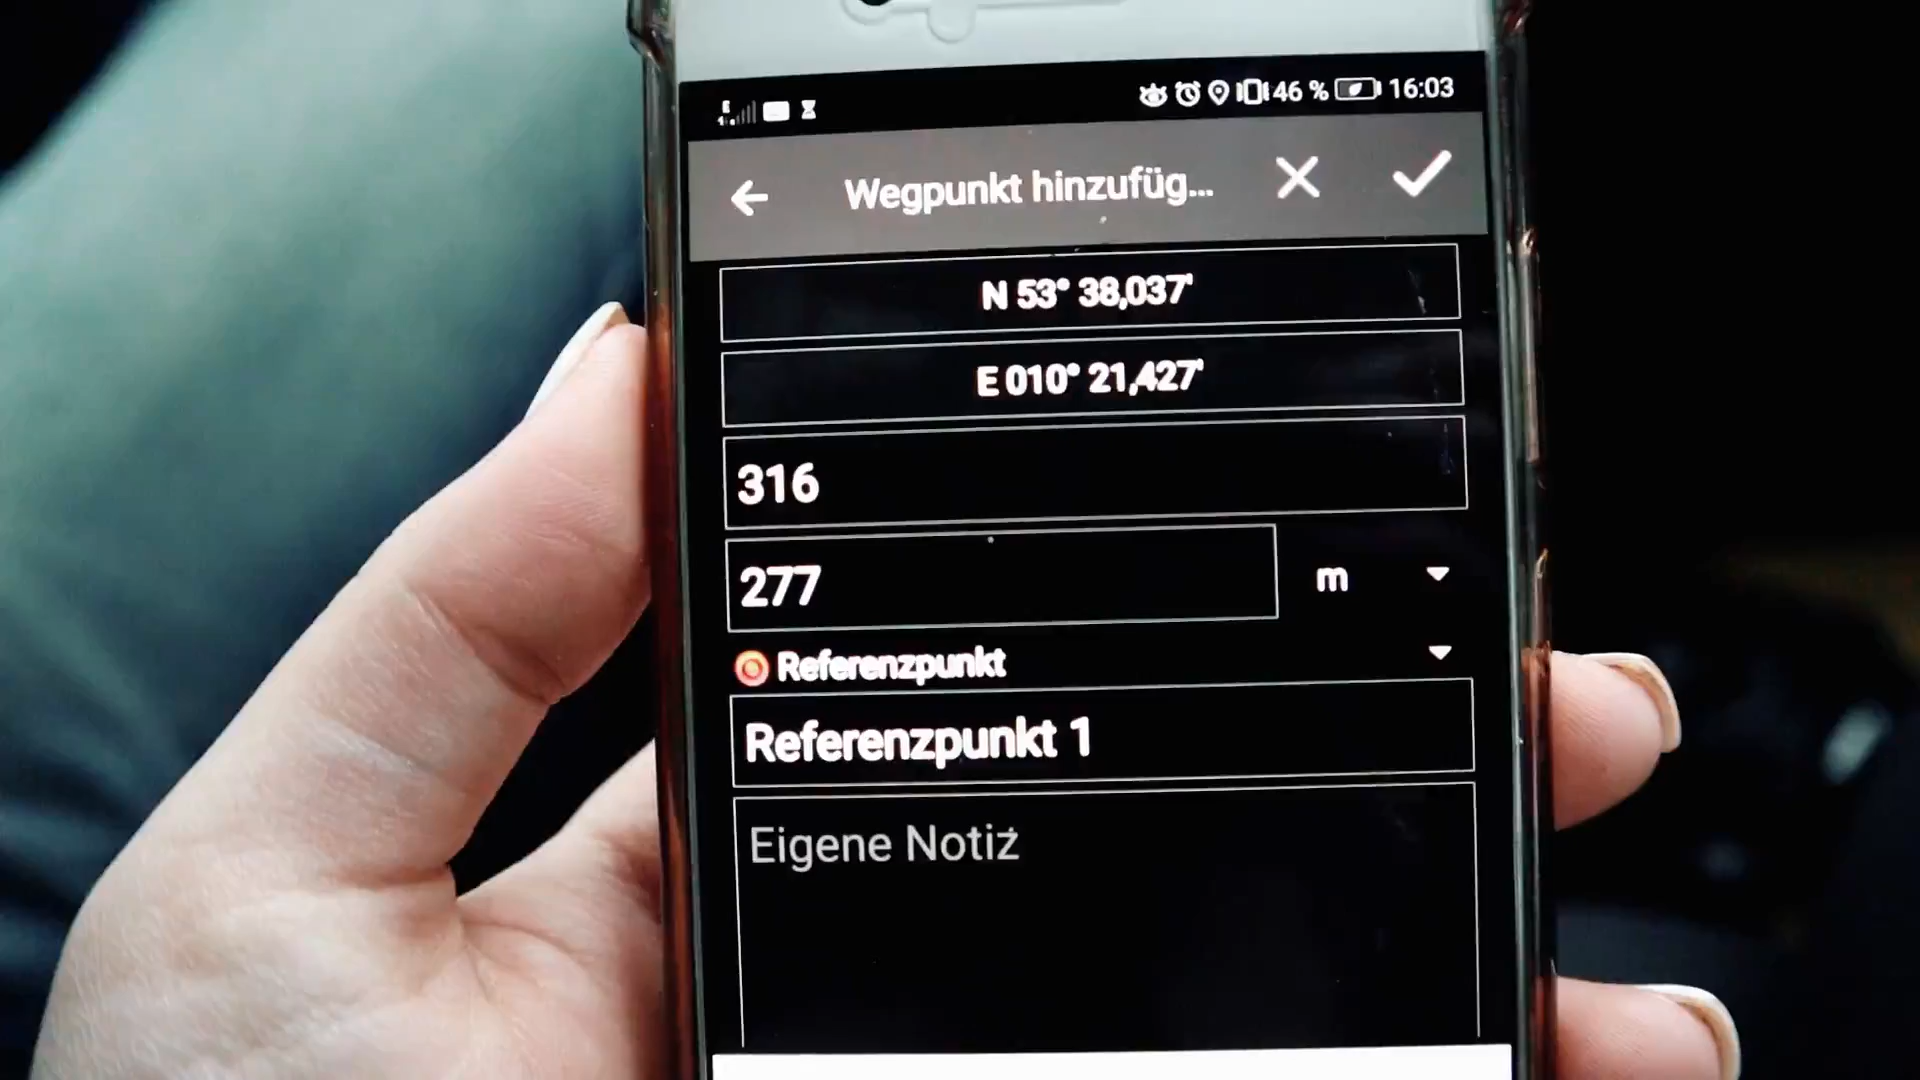 46 % 16:03
Wegpunkt hinzufüg...
N 53° 38,037'
E 010° 21,427'
316
277 m
Referenzpunkt
Referenzpunkt 1
Eigene Notiz